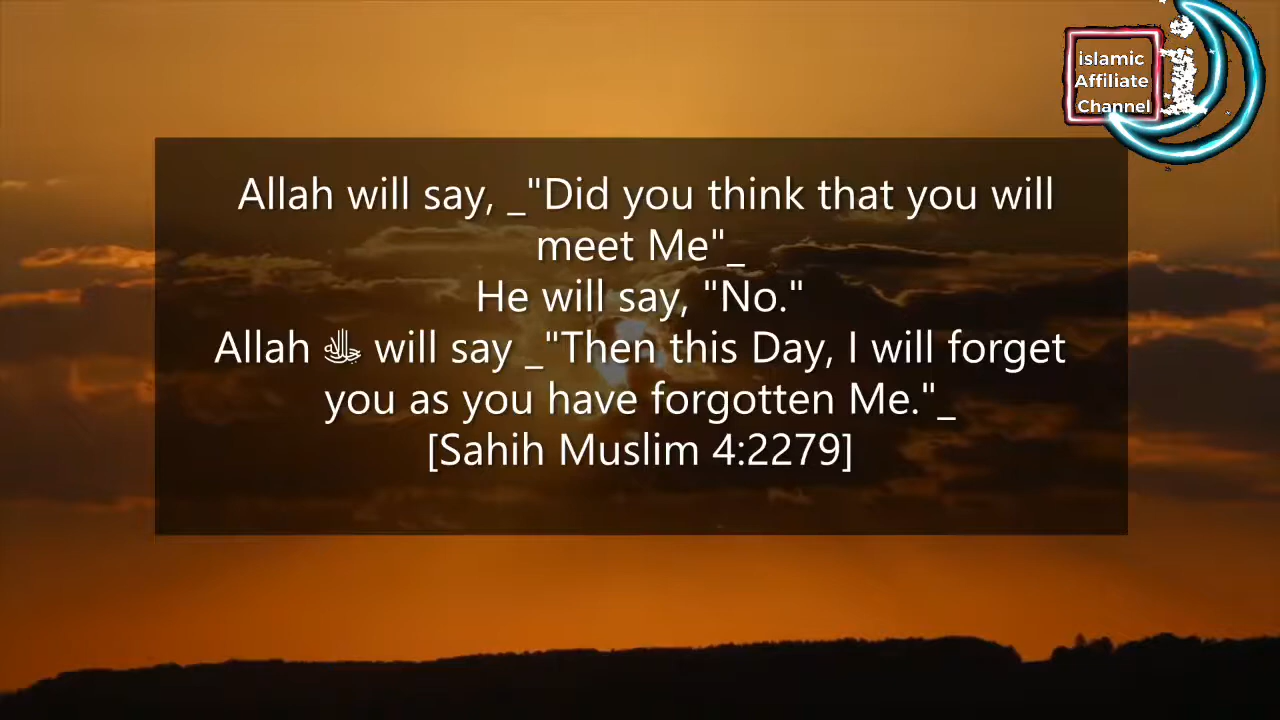 islamic
Affiliate
Channel
Allah will say, _"Did you think that you will
meet Me"_
He will say, "No."
Allah ﷻ will say _"Then this Day, I will forget
you as you have forgotten Me."_
[Sahih Muslim 4:2279]